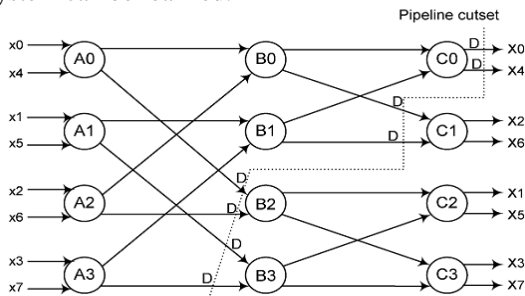 Pipeline cutset
x0 A0 B0 C0 D X0
x4 D X4
x1 A1 B1 D C1 X2
x5 D X6
x2 A2 D B2 C2 X1
x6 D X5
x3 A3 D B3 C3 X3
x7 D X7